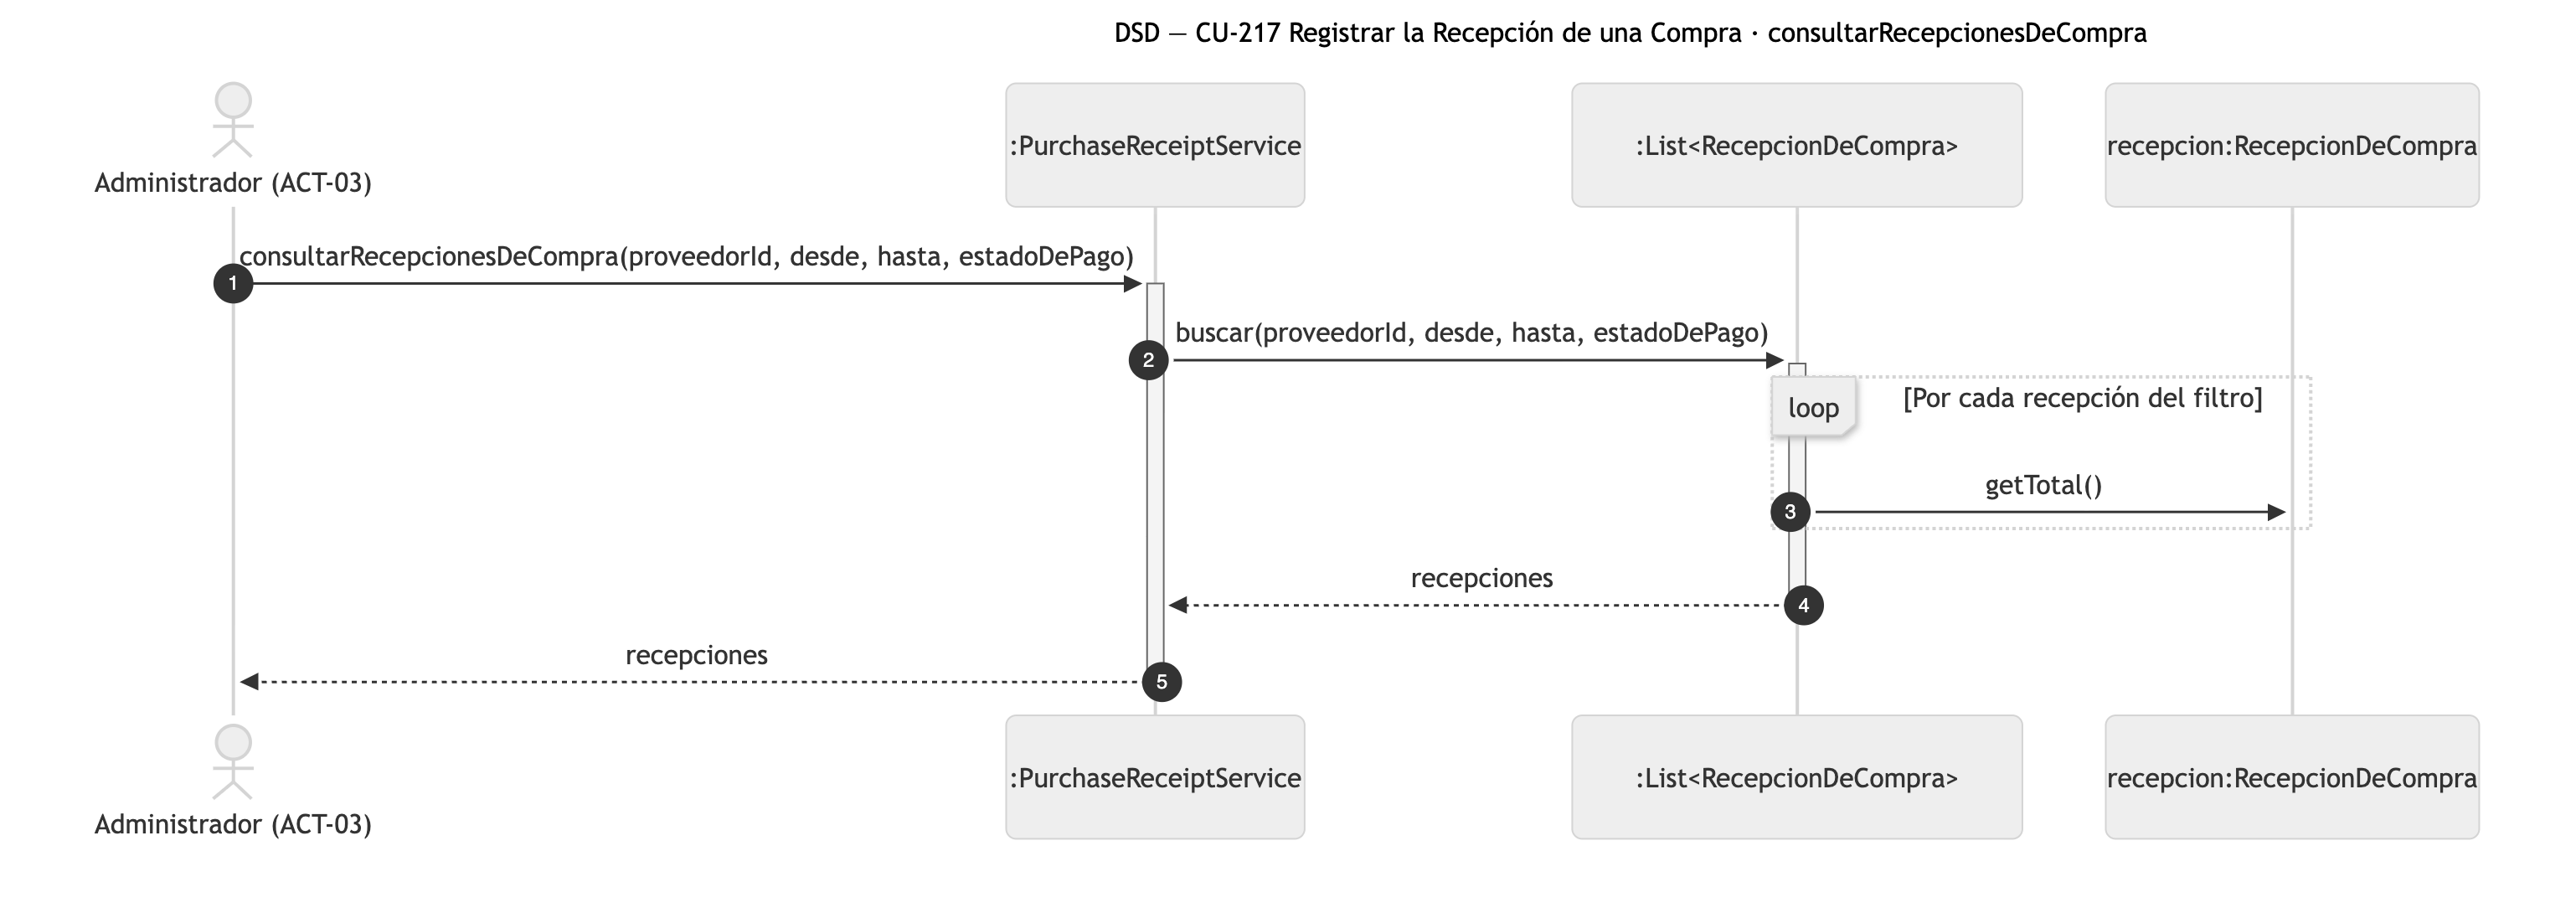 DSD — CU-217 Registrar la Recepción de una Compra · consultarRecepcionesDeCompra
Administrador (ACT-03)
:PurchaseReceiptService
:List<RecepcionDeCompra>
recepcion:RecepcionDeCompra
consultarRecepcionesDeCompra(proveedorId, desde, hasta, estadoDePago)
1
buscar(proveedorId, desde, hasta, estadoDePago)
2
loop
[Por cada recepción del filtro]
getTotal()
3
recepciones
4
recepciones
5
Administrador (ACT-03)
:PurchaseReceiptService
:List<RecepcionDeCompra>
recepcion:RecepcionDeCompra